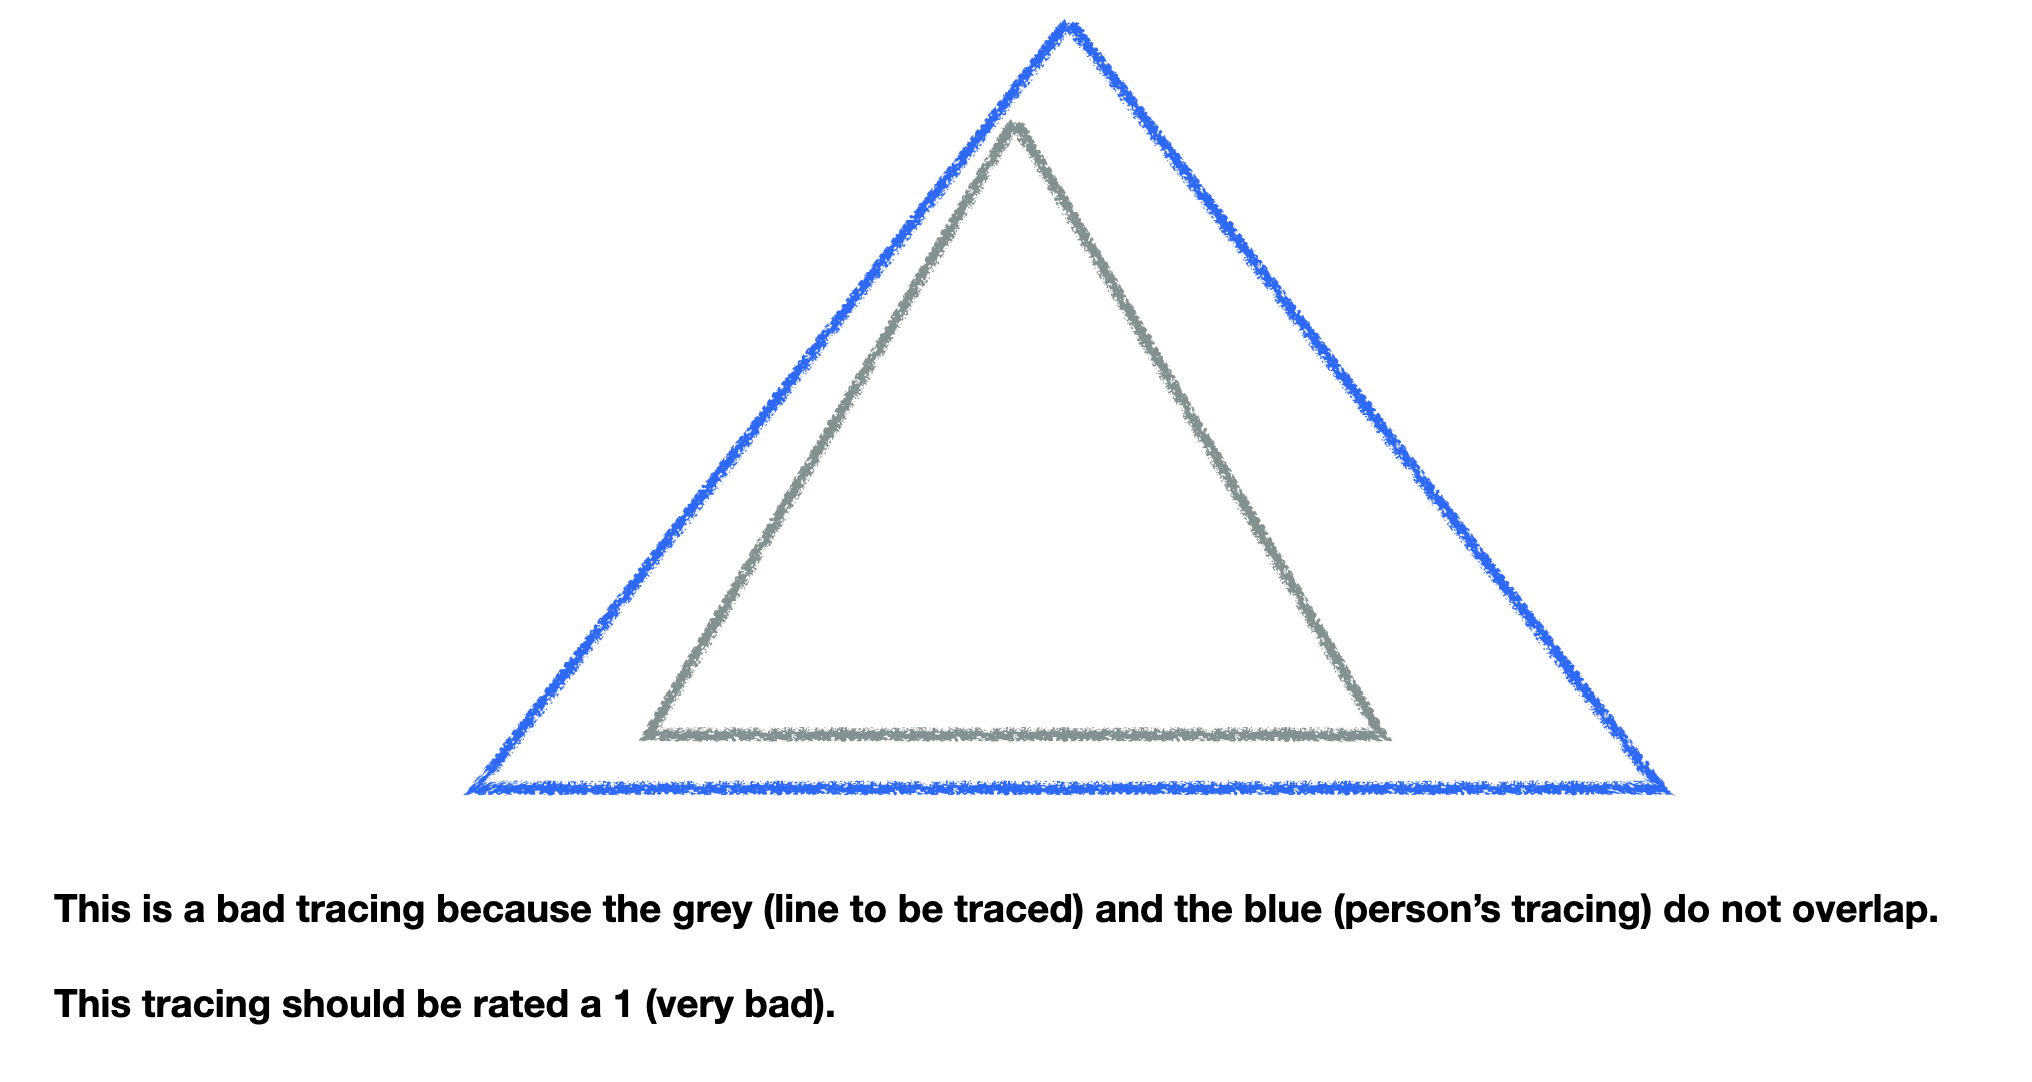 This is a bad tracing because the grey (line to be traced) and the blue (person’s tracing) do not overlap.
This tracing should be rated a 1 (very bad).